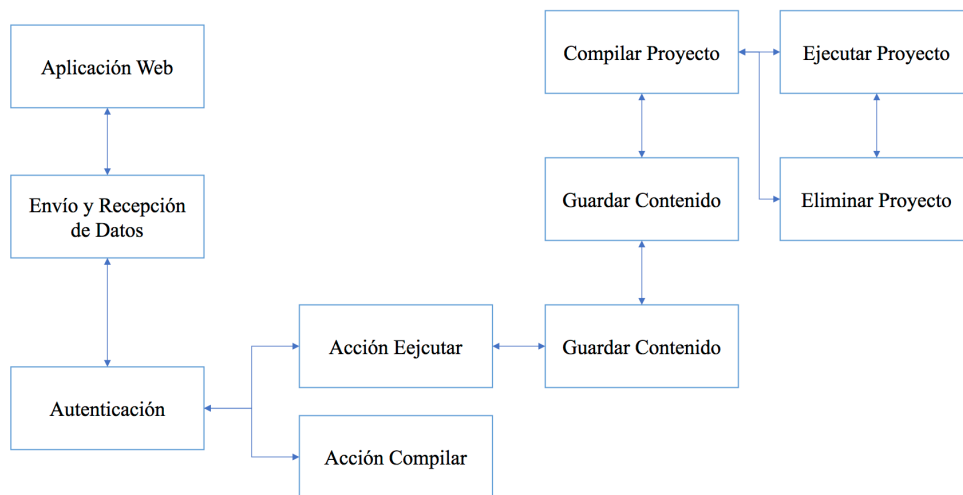 Aplicación Web
Envío y Recepción
de Datos
Autenticación
Acción Eejcutar
Acción Compilar
Compilar Proyecto
Guardar Contenido
Guardar Contenido
Ejecutar Proyecto
Eliminar Proyecto